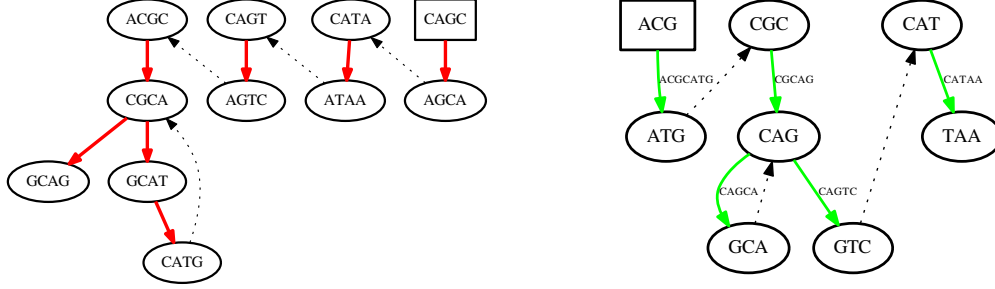 ACGC CAGT CATA CAGC
CGCA AGTC ATAA AGCA
GCAG GCAT
CATG
ACG CGC CAT
ACGCATG CGCAG CATAA
ATG CAG TAA
CAGCA CAGTC
GCA GTC